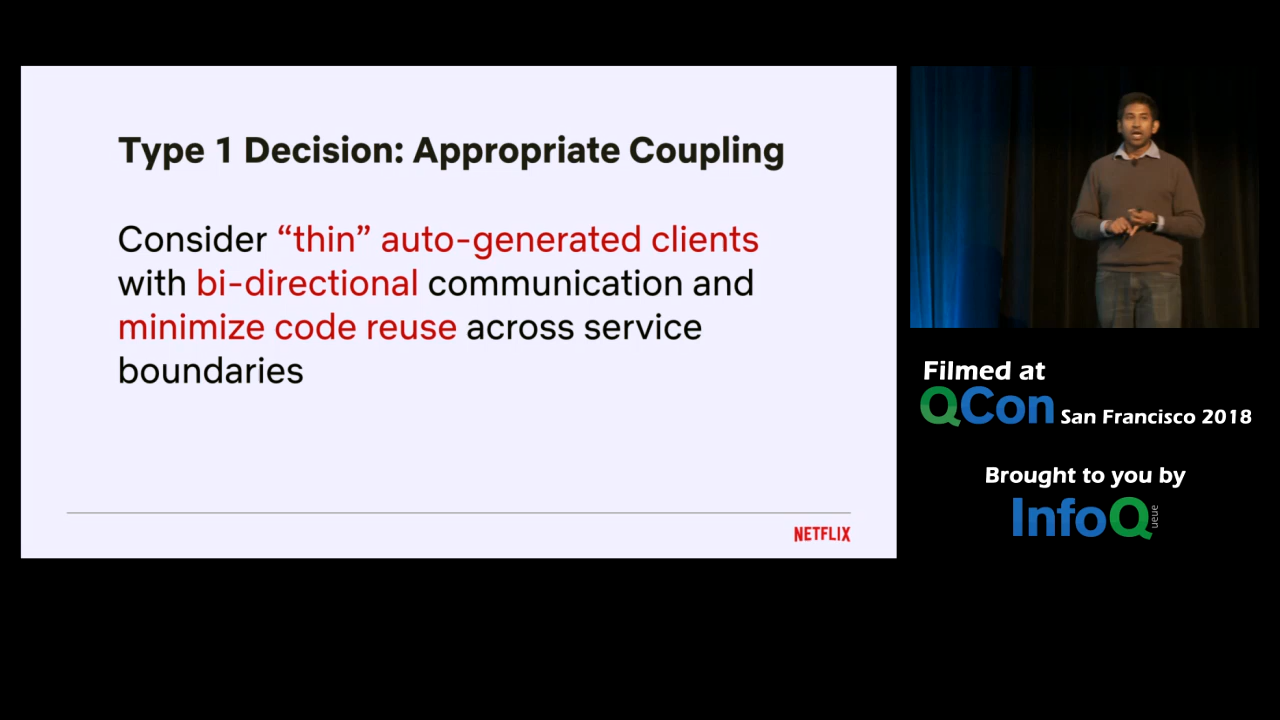 Type 1 Decision: Appropriate Coupling
Consider “thin” auto-generated clients
with bi-directional communication and
minimize code reuse across service
boundaries
NETFLIX
Filmed at
QCon San Francisco 2018
Brought to you by
InfoQueue